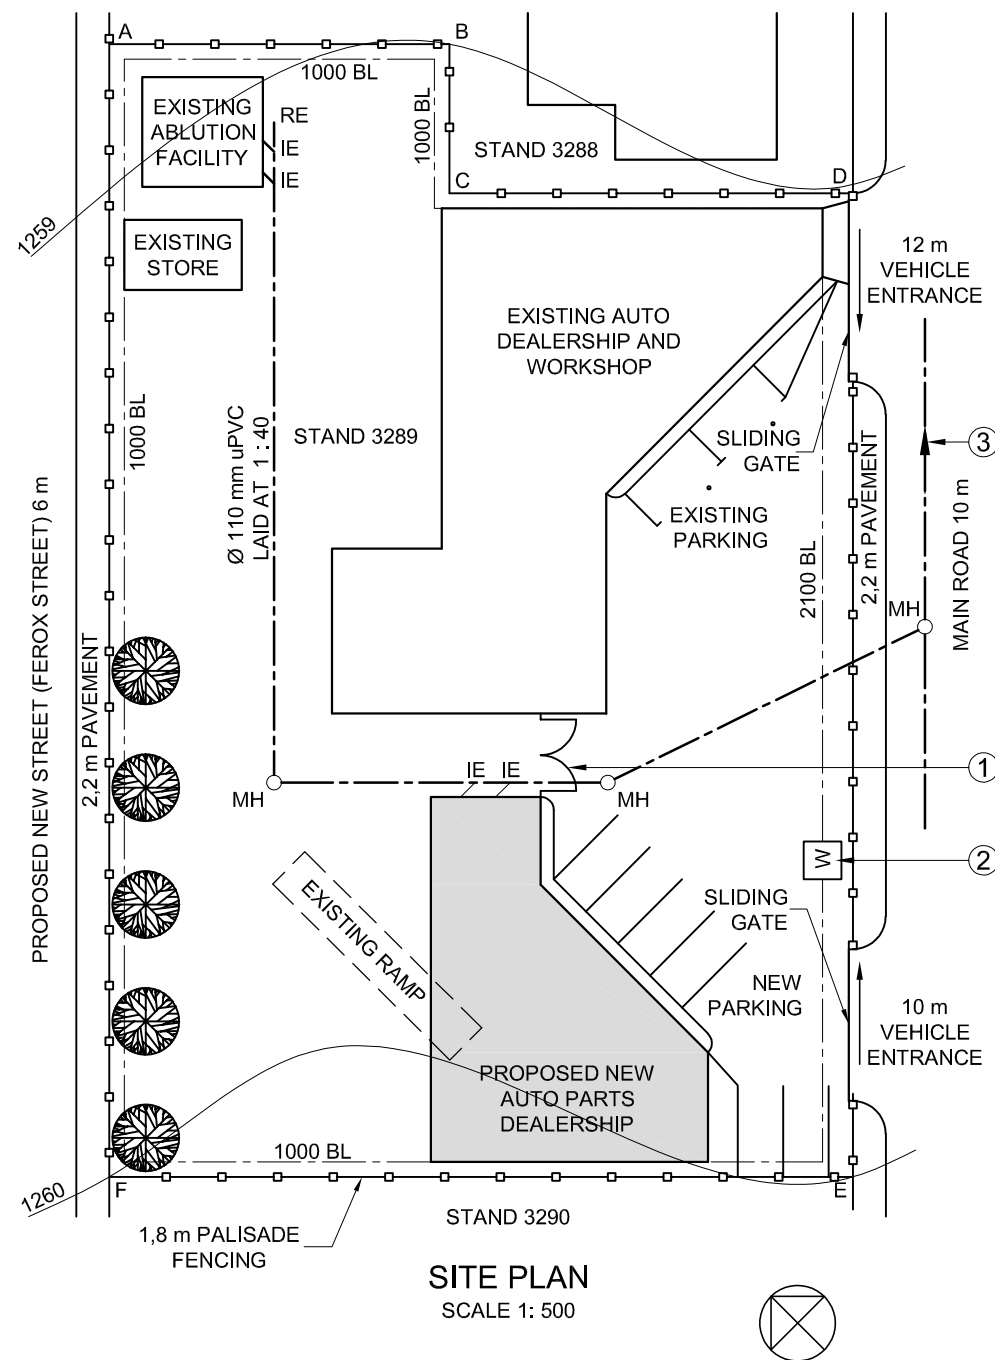 A
B
1000 BL
EXISTING
ABLUTION
FACILITY
RE
IE
IE
1000 BL
STAND 3288
C
D
1259
EXISTING
STORE
12 m
VEHICLE
ENTRANCE
EXISTING AUTO
DEALERSHIP AND
WORKSHOP
1000 BL
Ø 110 mm uPVC
LAID AT 1 : 40
STAND 3289
SLIDING
GATE
EXISTING
PARKING
2,2 m PAVEMENT
3
MAIN ROAD 10 m
2100 BL
MH
PROPOSED NEW STREET (FEROX STREET) 6 m
2,2 m PAVEMENT
IE IE
MH
MH
1
W
2
EXISTING RAMP
SLIDING
GATE
NEW
PARKING
10 m
VEHICLE
ENTRANCE
PROPOSED NEW
AUTO PARTS
DEALERSHIP
1000 BL
F
E
1260
STAND 3290
1,8 m PALISADE
FENCING
SITE PLAN
SCALE 1: 500